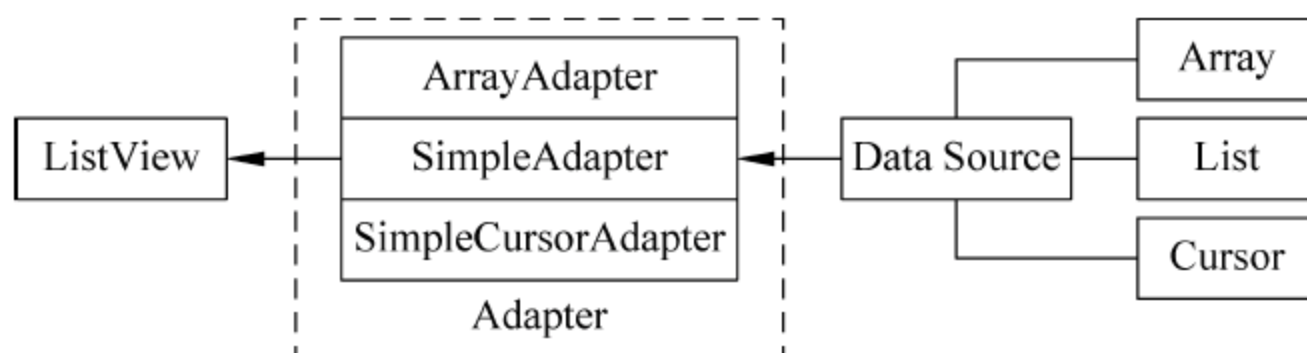 ListView
ArrayAdapter
SimpleAdapter
SimpleCursorAdapter
Adapter
Data Source
Array
List
Cursor